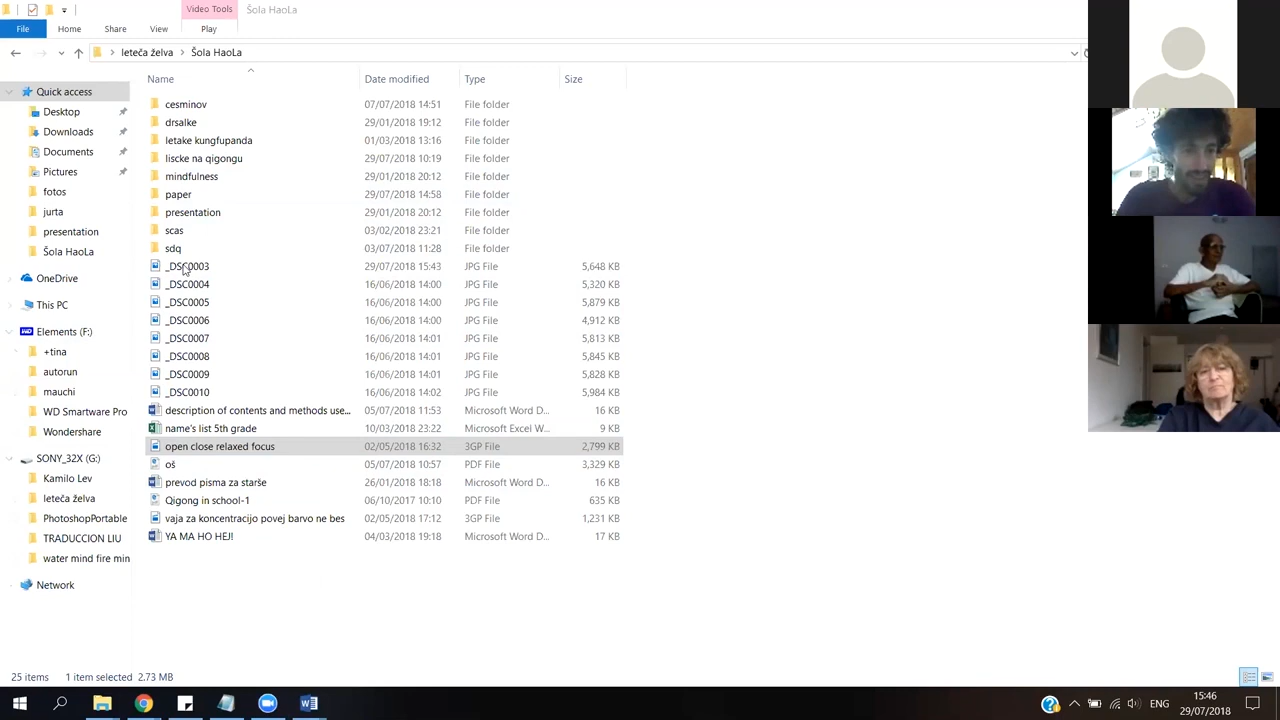 Video Tools
Šola HaoLa
File
Home
Share
View
Play
leteča želva
Šola HaoLa
Name
Date modified
Type
Size
Quick access
Desktop
Downloads
Documents
Pictures
fotos
jurta
presentation
Šola HaoLa
OneDrive
This PC
Elements (F:)
+tina
autorun
mauchi
WD Smartware Pro
Wondershare
SONY_32X (G:)
Kamilo Lev
leteča želva
PhotoshopPortable
TRADUCCION LIU
water mind fire min
Network
cesminov 07/07/2018 14:51 File folder
drsalke 29/01/2018 19:12 File folder
letake kungfupanda 01/03/2018 13:16 File folder
liscke na qigongu 29/07/2018 10:19 File folder
mindfulness 29/01/2018 20:12 File folder
paper 29/07/2018 14:58 File folder
presentation 29/01/2018 20:12 File folder
scas 03/02/2018 23:21 File folder
sdq 03/07/2018 11:28 File folder
_DSC0003 29/07/2018 15:43 JPG File 5,648 KB
_DSC0004 16/06/2018 14:00 JPG File 5,320 KB
_DSC0005 16/06/2018 14:00 JPG File 5,879 KB
_DSC0006 16/06/2018 14:00 JPG File 4,912 KB
_DSC0007 16/06/2018 14:01 JPG File 5,813 KB
_DSC0008 16/06/2018 14:01 JPG File 5,845 KB
_DSC0009 16/06/2018 14:01 JPG File 5,828 KB
_DSC0010 16/06/2018 14:02 JPG File 5,984 KB
description of contents and methods use... 05/07/2018 11:53 Microsoft Word D... 16 KB
name's list 5th grade 10/03/2018 23:22 Microsoft Excel W... 9 KB
open close relaxed focus 02/05/2018 16:32 3GP File 2,799 KB
oš 05/07/2018 10:57 PDF File 3,329 KB
prevod pisma za starše 26/01/2018 18:18 Microsoft Word D... 16 KB
Qigong in school-1 06/10/2017 10:10 PDF File 635 KB
vaja za koncentracijo povej barvo ne bes 02/05/2018 17:12 3GP File 1,231 KB
YA MA HO HEJ! 04/03/2018 19:18 Microsoft Word D... 17 KB
25 items 1 item selected 2.73 MB
ENG
15:46
29/07/2018